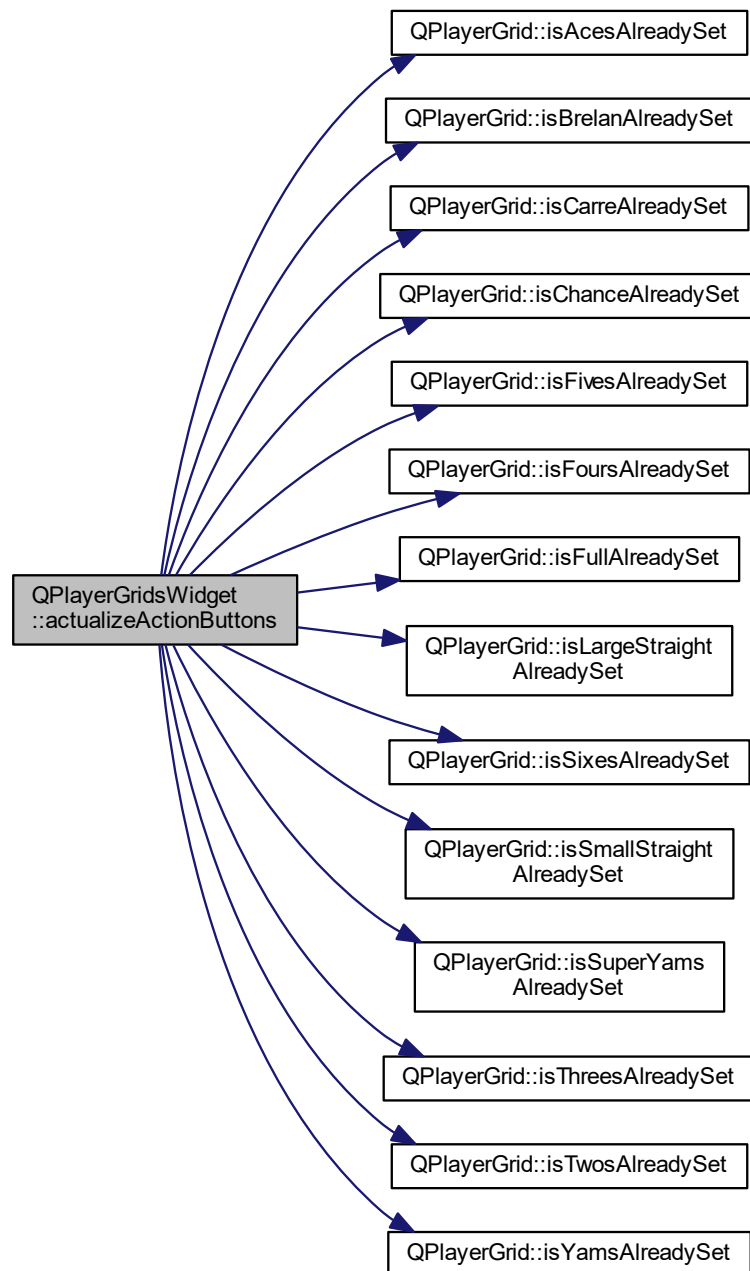 QPlayerGrid::isAcesAlreadySet
QPlayerGrid::isBrelanAlreadySet
QPlayerGrid::isCarreAlreadySet
QPlayerGrid::isChanceAlreadySet
QPlayerGrid::isFivesAlreadySet
QPlayerGrid::isFoursAlreadySet
QPlayerGrid::isFullAlreadySet
QPlayerGridsWidget
::actualizeActionButtons
QPlayerGrid::isLargeStraight
AlreadySet
QPlayerGrid::isSixesAlreadySet
QPlayerGrid::isSmallStraight
AlreadySet
QPlayerGrid::isSuperYams
AlreadySet
QPlayerGrid::isThreesAlreadySet
QPlayerGrid::isTwosAlreadySet
QPlayerGrid::isYamsAlreadySet